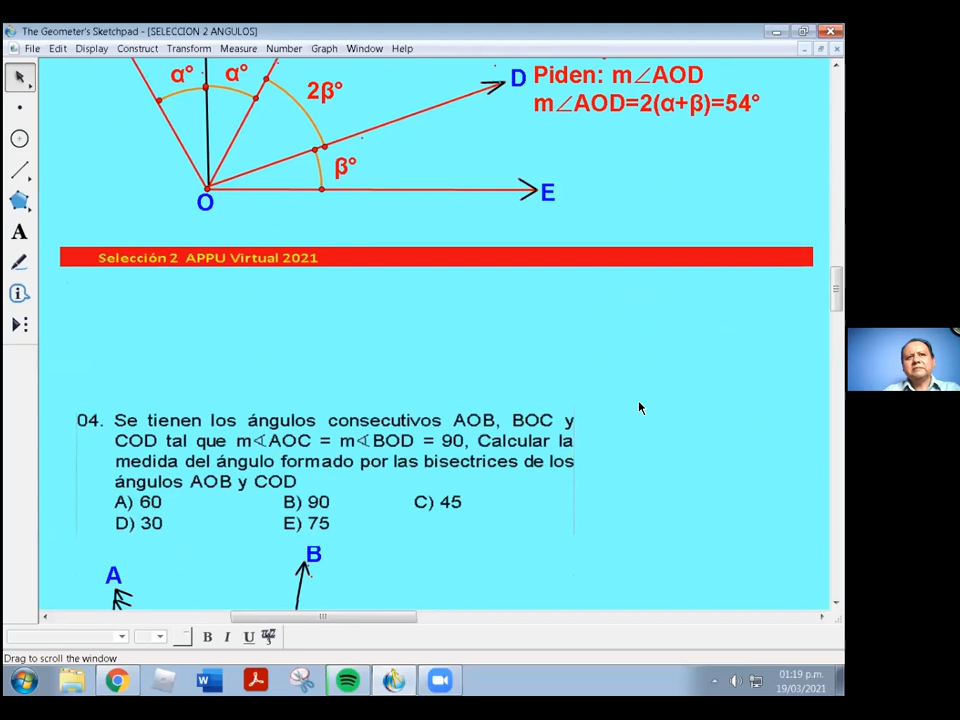 The Geometer's Sketchpad - [SELECCION 2 ANGULOS]
File Edit Display Construct Transform Measure Number Graph Window Help
α° α°
2β°
β°
D
E
O
Piden: m∠AOD
m∠AOD=2(α+β)=54°
Selección 2 APPU Virtual 2021
04. Se tienen los ángulos consecutivos AOB, BOC y
COD tal que m∢AOC = m∢BOD = 90, Calcular la
medida del ángulo formado por las bisectrices de los
ángulos AOB y COD
A) 60 B) 90 C) 45
D) 30 E) 75
A
B
B I U
Drag to scroll the window
01:19 p.m.
19/03/2021